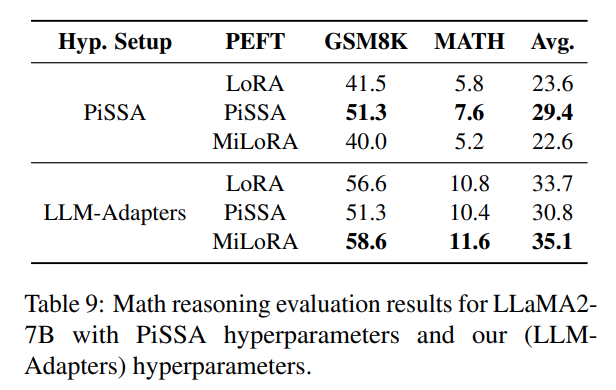 Hyp. Setup PEFT GSM8K MATH Avg.
LoRA 41.5 5.8 23.6
PiSSA PiSSA 51.3 7.6 29.4
MiLoRA 40.0 5.2 22.6
LoRA 56.6 10.8 33.7
LLM-Adapters PiSSA 51.3 10.4 30.8
MiLoRA 58.6 11.6 35.1
Table 9: Math reasoning evaluation results for LLaMA2-
7B with PiSSA hyperparameters and our (LLM-
Adapters) hyperparameters.